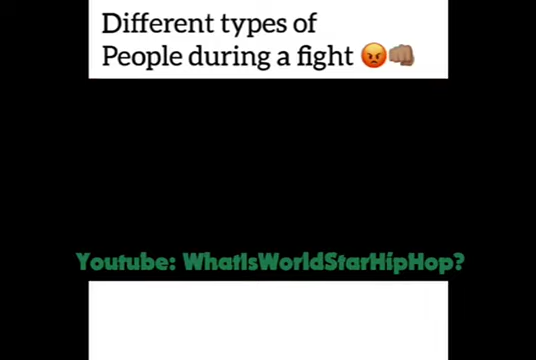 Different types of
People during a fight 😡👊🏽
Youtube: WhatIsWorldStarHipHop?